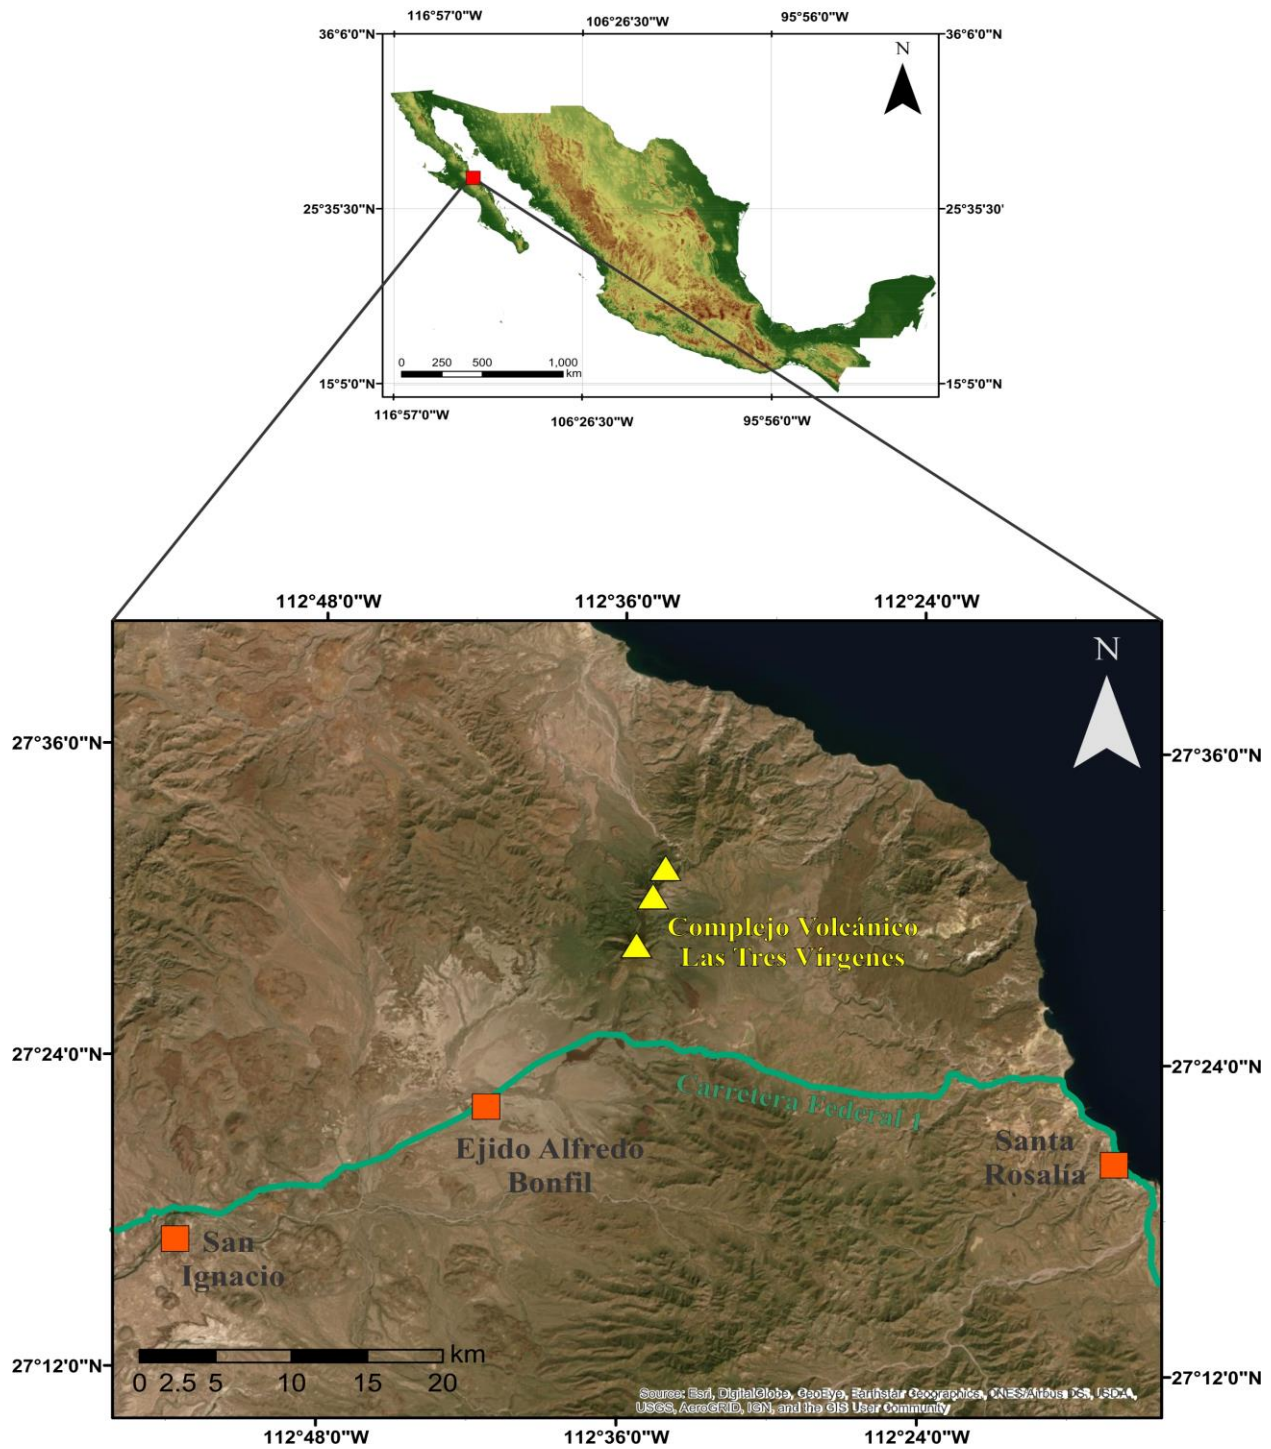 116°57'0"W
106°26'30"W
95°56'0"W
36°6'0"N
36°6'0"N
N
25°35'30"N
25°35'30'
0 250 500 1,000
km
15°5'0"N
15°5'0"N
116°57'0"W
106°26'30"W
95°56'0"W
112°48'0"W
112°36'0"W
112°24'0"W
N
27°36'0"N
27°36'0"N
Complejo Volcánico
Las Tres Vírgenes
27°24'0"N
27°24'0"N
Carretera Federal 1
Ejido Alfredo
Bonfil
Santa
Rosalía
San
Ignacio
km
0 2.5 5 10 15 20
27°12'0"N
27°12'0"N
Source: Esri, DigitalGlobe, GeoEye, Earthstar Geographics, CNES/Airbus DS, USDA,
USGS, AeroGRID, IGN, and the GIS User Community
112°48'0"W
112°36'0"W
112°24'0"W